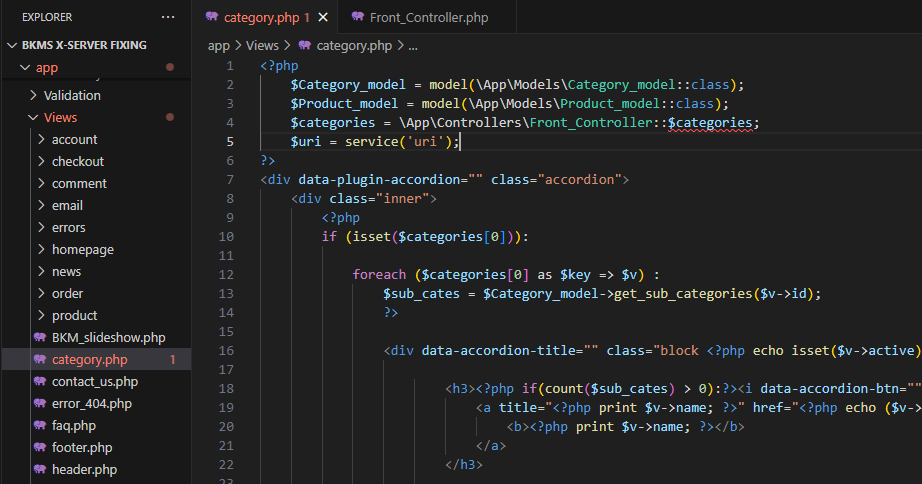 EXPLORER
category.php 1
Front_Controller.php
BKMS X-SERVER FIXING
app
Validation
Views
account
checkout
comment
email
errors
homepage
news
order
product
BKM_slideshow.php
category.php 1
contact_us.php
error_404.php
faq.php
footer.php
header.php
app > Views > category.php > ...
1 <?php
2 $Category_model = model(\App\Models\Category_model::class);
3 $Product_model = model(\App\Models\Product_model::class);
4 $categories = \App\Controllers\Front_Controller::$categories;
5 $uri = service('uri');
6 ?>
7 <div data-plugin-accordion="" class="accordion">
8 <div class="inner">
9 <?php
10 if (isset($categories[0])):
11
12 foreach ($categories[0] as $key => $v) :
13 $sub_cates = $Category_model->get_sub_categories($v->id);
14 ?>
15
16 <div data-accordion-title="" class="block <?php echo isset($v->active)
17
18 <h3><?php if(count($sub_cates) > 0):?><i data-accordion-btn=""
19 <a title="<?php print $v->name; ?>" href="<?php echo ($v->
20 <b><?php print $v->name; ?></b>
21 </a>
22 </h3>